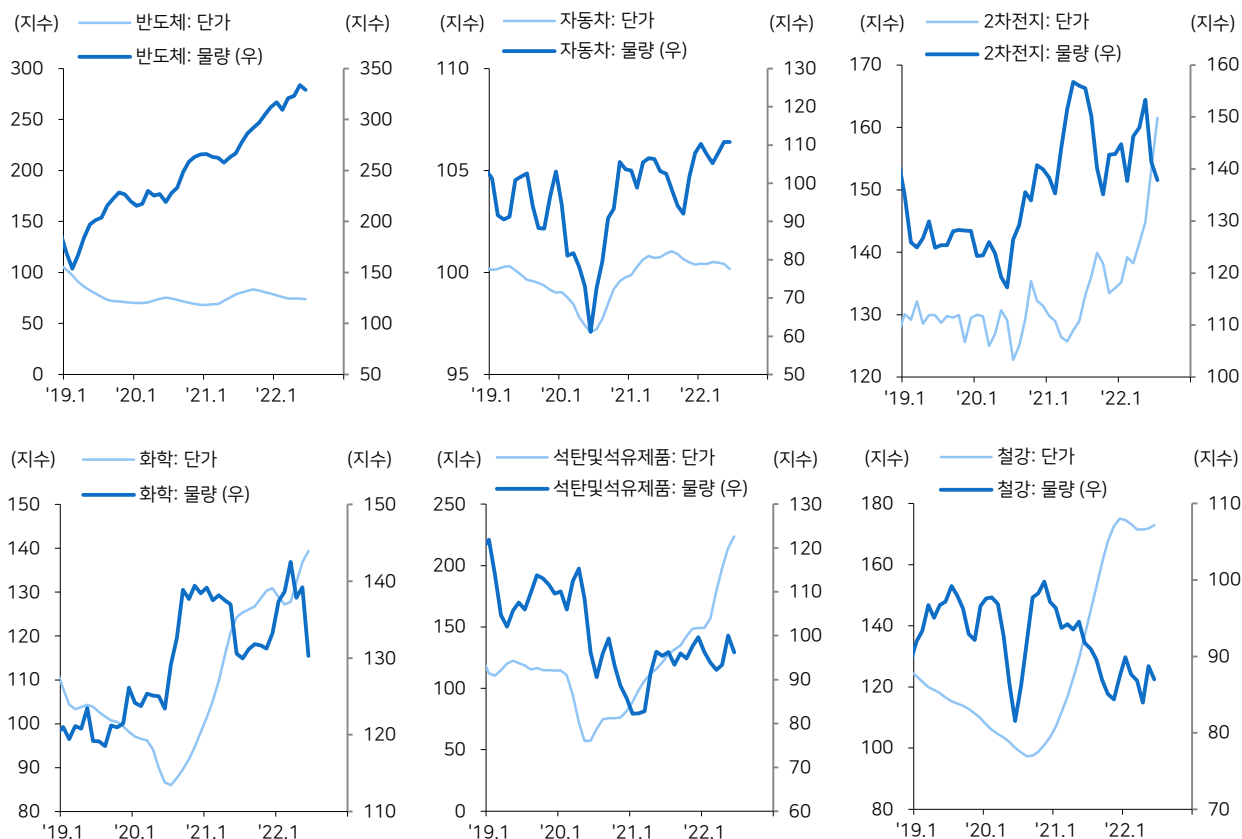 (지수) 반도체: 단가 (지수)
반도체: 물량 (우)
300 350
250 300
200 250
150 200
100 150
50 100
0 50
'19.1 '20.1 '21.1 '22.1
(지수) 자동차: 단가 (지수)
자동차: 물량 (우)
110 130
120
110
105 100
90
80
100 70
60
95 50
'19.1 '20.1 '21.1 '22.1
(지수) 2차전지: 단가 (지수)
2차전지: 물량 (우)
170 160
160 150
150 140
130
140 120
130 110
120 100
'19.1 '20.1 '21.1 '22.1
(지수) 화학: 단가 (지수)
화학: 물량 (우)
150 150
140
130 140
120
110 130
100 120
90
80 110
'19.1 '20.1 '21.1 '22.1
(지수) 석탄및석유제품: 단가 (지수)
석탄및석유제품: 물량 (우)
250 130
200 120
110
150 100
100 90
80
50 70
0 60
'19.1 '20.1 '21.1 '22.1
(지수) 철강: 단가 (지수)
철강: 물량 (우)
180 110
160 100
140 90
120
100 80
80 70
'19.1 '20.1 '21.1 '22.1